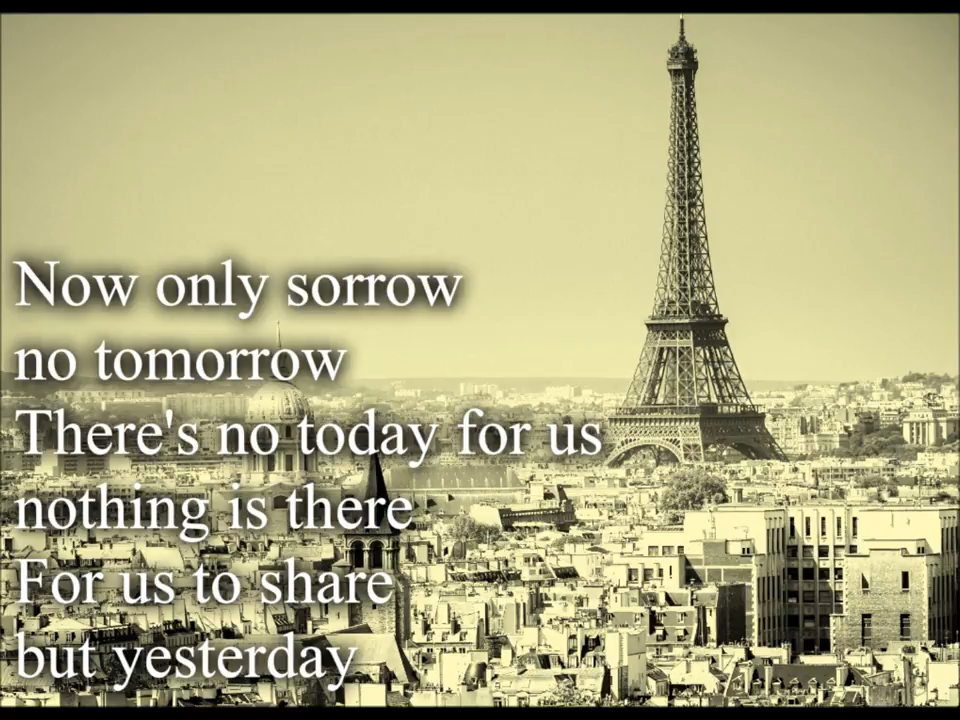 Now only sorrow
no tomorrow
There's no today for us
nothing is there
For us to share
but yesterday